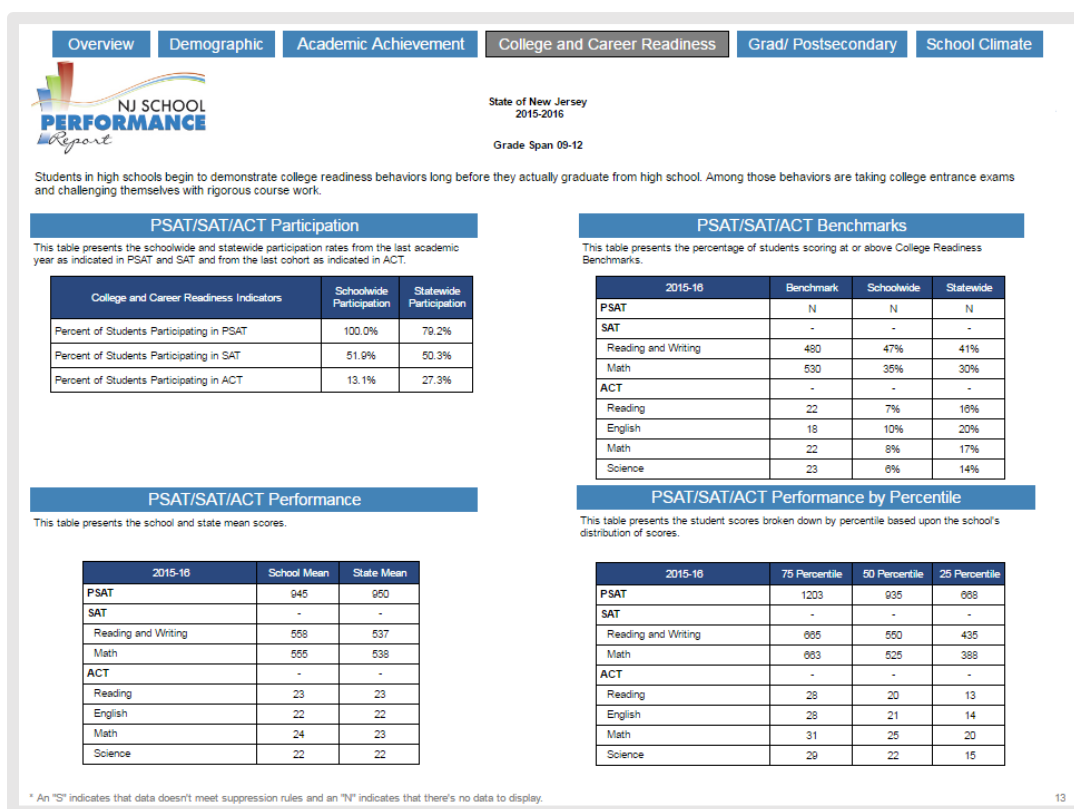 Overview Demographic Academic Achievement College and Career Readiness Grad/ Postsecondary School Climate
NJ SCHOOL
PERFORMANCE
Report
State of New Jersey
2015-2016
Grade Span 09-12
Students in high schools begin to demonstrate college readiness behaviors long before they actually graduate from high school. Among those behaviors are taking college entrance exams
and challenging themselves with rigorous course work.
PSAT/SAT/ACT Participation
This table presents the schoolwide and statewide participation rates from the last academic
year as indicated in PSAT and SAT and from the last cohort as indicated in ACT.
College and Career Readiness Indicators Schoolwide Participation Statewide Participation
Percent of Students Participating in PSAT 100.0% 79.2%
Percent of Students Participating in SAT 51.9% 50.3%
Percent of Students Participating in ACT 13.1% 27.3%
PSAT/SAT/ACT Benchmarks
This table presents the percentage of students scoring at or above College Readiness
Benchmarks.
2015-16 Benchmark Schoolwide Statewide
PSAT N N N
SAT - - -
Reading and Writing 480 47% 41%
Math 530 35% 30%
ACT - - -
Reading 22 7% 16%
English 18 10% 20%
Math 22 8% 17%
Science 23 6% 14%
PSAT/SAT/ACT Performance
This table presents the school and state mean scores.
2015-16 School Mean State Mean
PSAT 945 950
SAT - -
Reading and Writing 558 537
Math 555 538
ACT - -
Reading 23 23
English 22 22
Math 24 23
Science 22 22
PSAT/SAT/ACT Performance by Percentile
This table presents the student scores broken down by percentile based upon the school's
distribution of scores.
2015-16 75 Percentile 50 Percentile 25 Percentile
PSAT 1203 935 668
SAT - - -
Reading and Writing 665 550 435
Math 663 525 388
ACT - - -
Reading 28 20 13
English 28 21 14
Math 31 25 20
Science 29 22 15
* An "S" indicates that data doesn't meet suppression rules and an "N" indicates that there's no data to display.
13